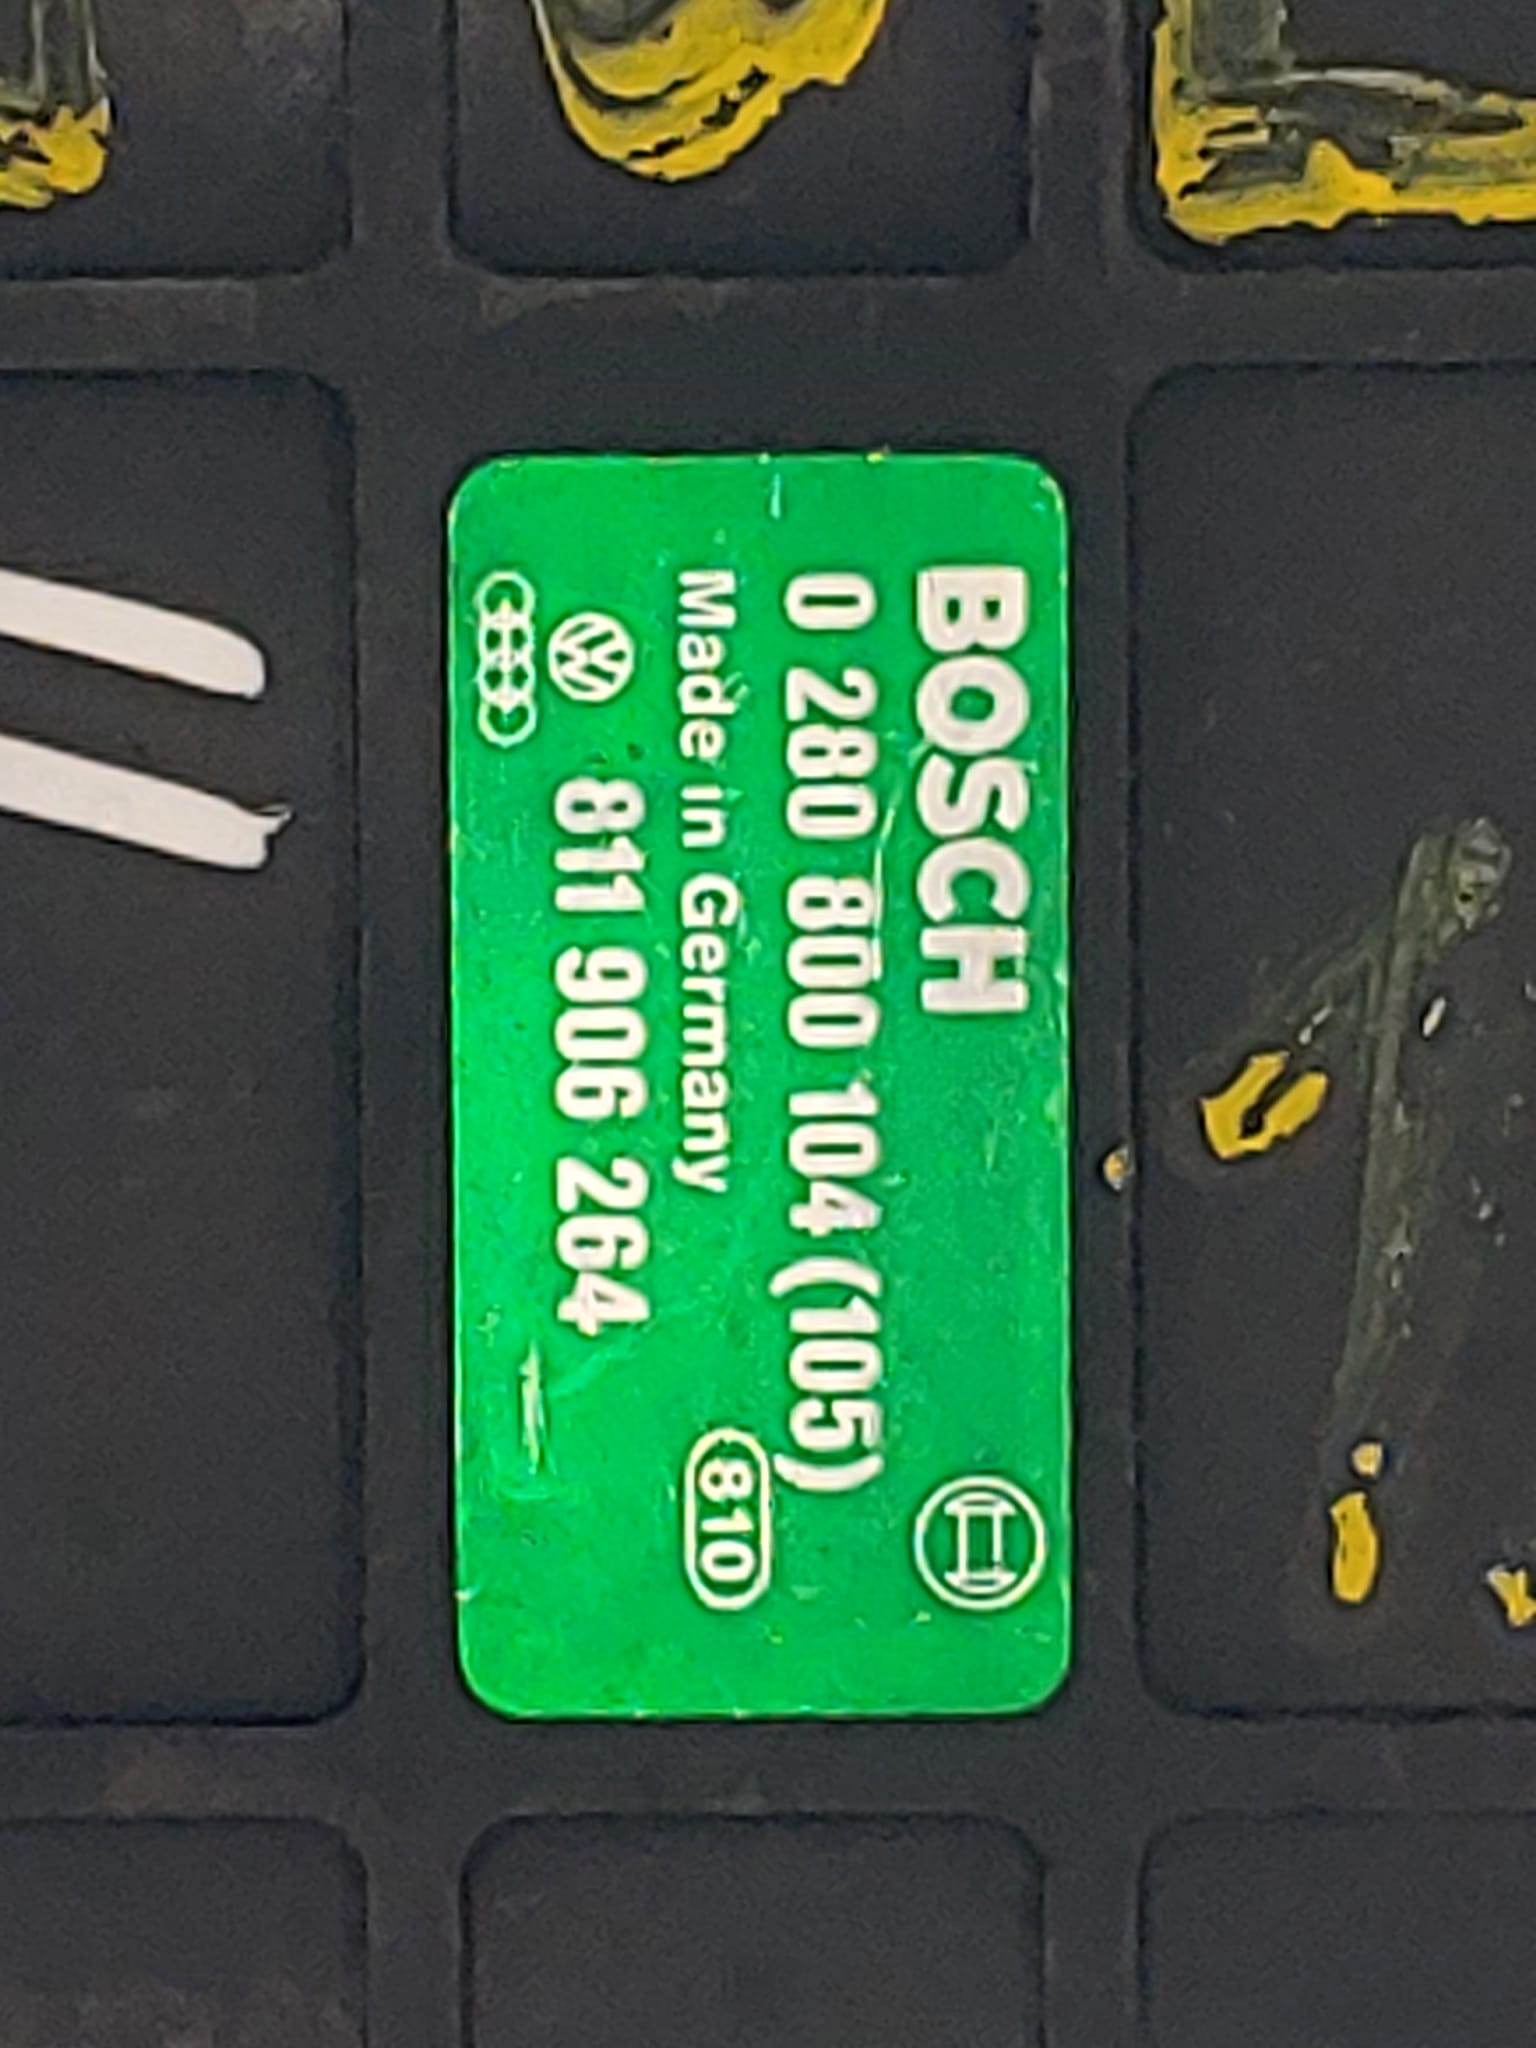 BOSCH
0 280 800 104 (105)
Made in Germany
810
811 906 264